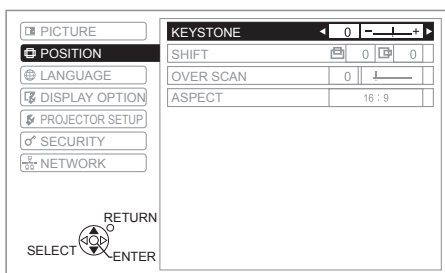 PICTURE
POSITION
LANGUAGE
DISPLAY OPTION
PROJECTOR SETUP
SECURITY
NETWORK
KEYSTONE 0 - +
SHIFT 0 0
OVER SCAN 0
ASPECT 16:9
RETURN
SELECT
ENTER